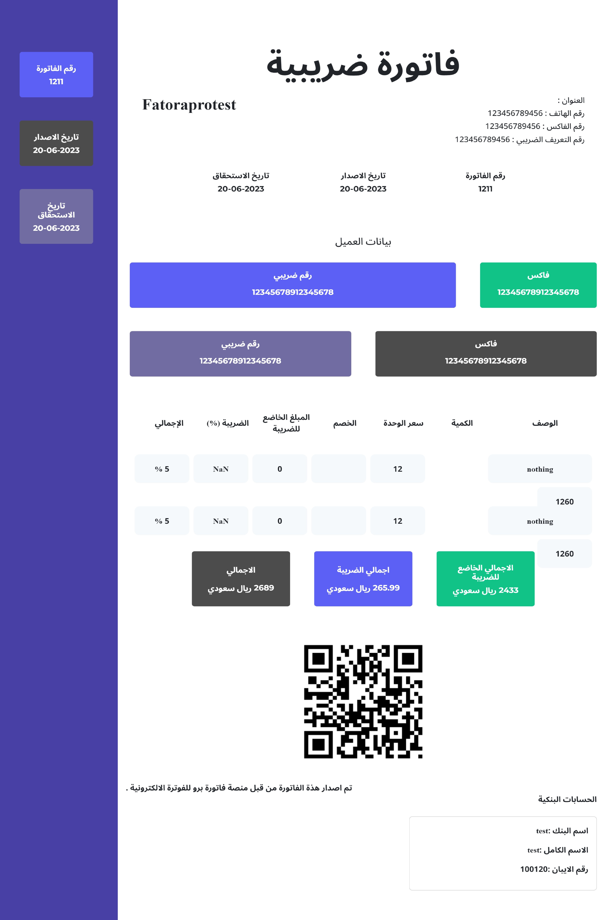 فاتورة ضريبية
رقم الفاتورة
1211
تاريخ الاصدار
20-06-2023
تاريخ
الاستحقاق
20-06-2023
العنوان :
رقم الهاتف : 123456789456
رقم الفاكس : 123456789456
رقم التعريف الضريبي : 123456789456
Fatoraprotest
رقم الفاتورة تاريخ الاصدار تاريخ الاستحقاق
1211 20-06-2023 20-06-2023
بيانات العميل
فاكس
12345678912345678
رقم ضريبي
12345678912345678
فاكس
12345678912345678
رقم ضريبي
12345678912345678
الوصف الكمية سعر الوحدة الخصم المبلغ الخاضع للضريبة الضريبة (%) الإجمالي
nothing 12 0 NaN 5 %
1260
nothing 12 0 NaN 5 %
1260
الاجمالي الخاضع
للضريبة
2433 ريال سعودي
اجمالي الضريبة
265.99 ريال سعودي
الاجمالي
2689 ريال سعودي
تم اصدار هذة الفاتورة من قبل منصة فاتورة برو للفوترة الالكترونية .
الحسابات البنكية
اسم البنك :test
الاسم الكامل :test
رقم الايبان :100120